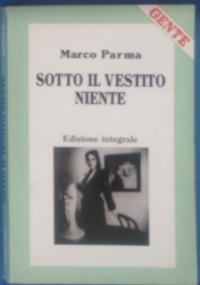 GENTE
Marco Parma
SOTTO IL VESTITO
NIENTE
Edizione integrale